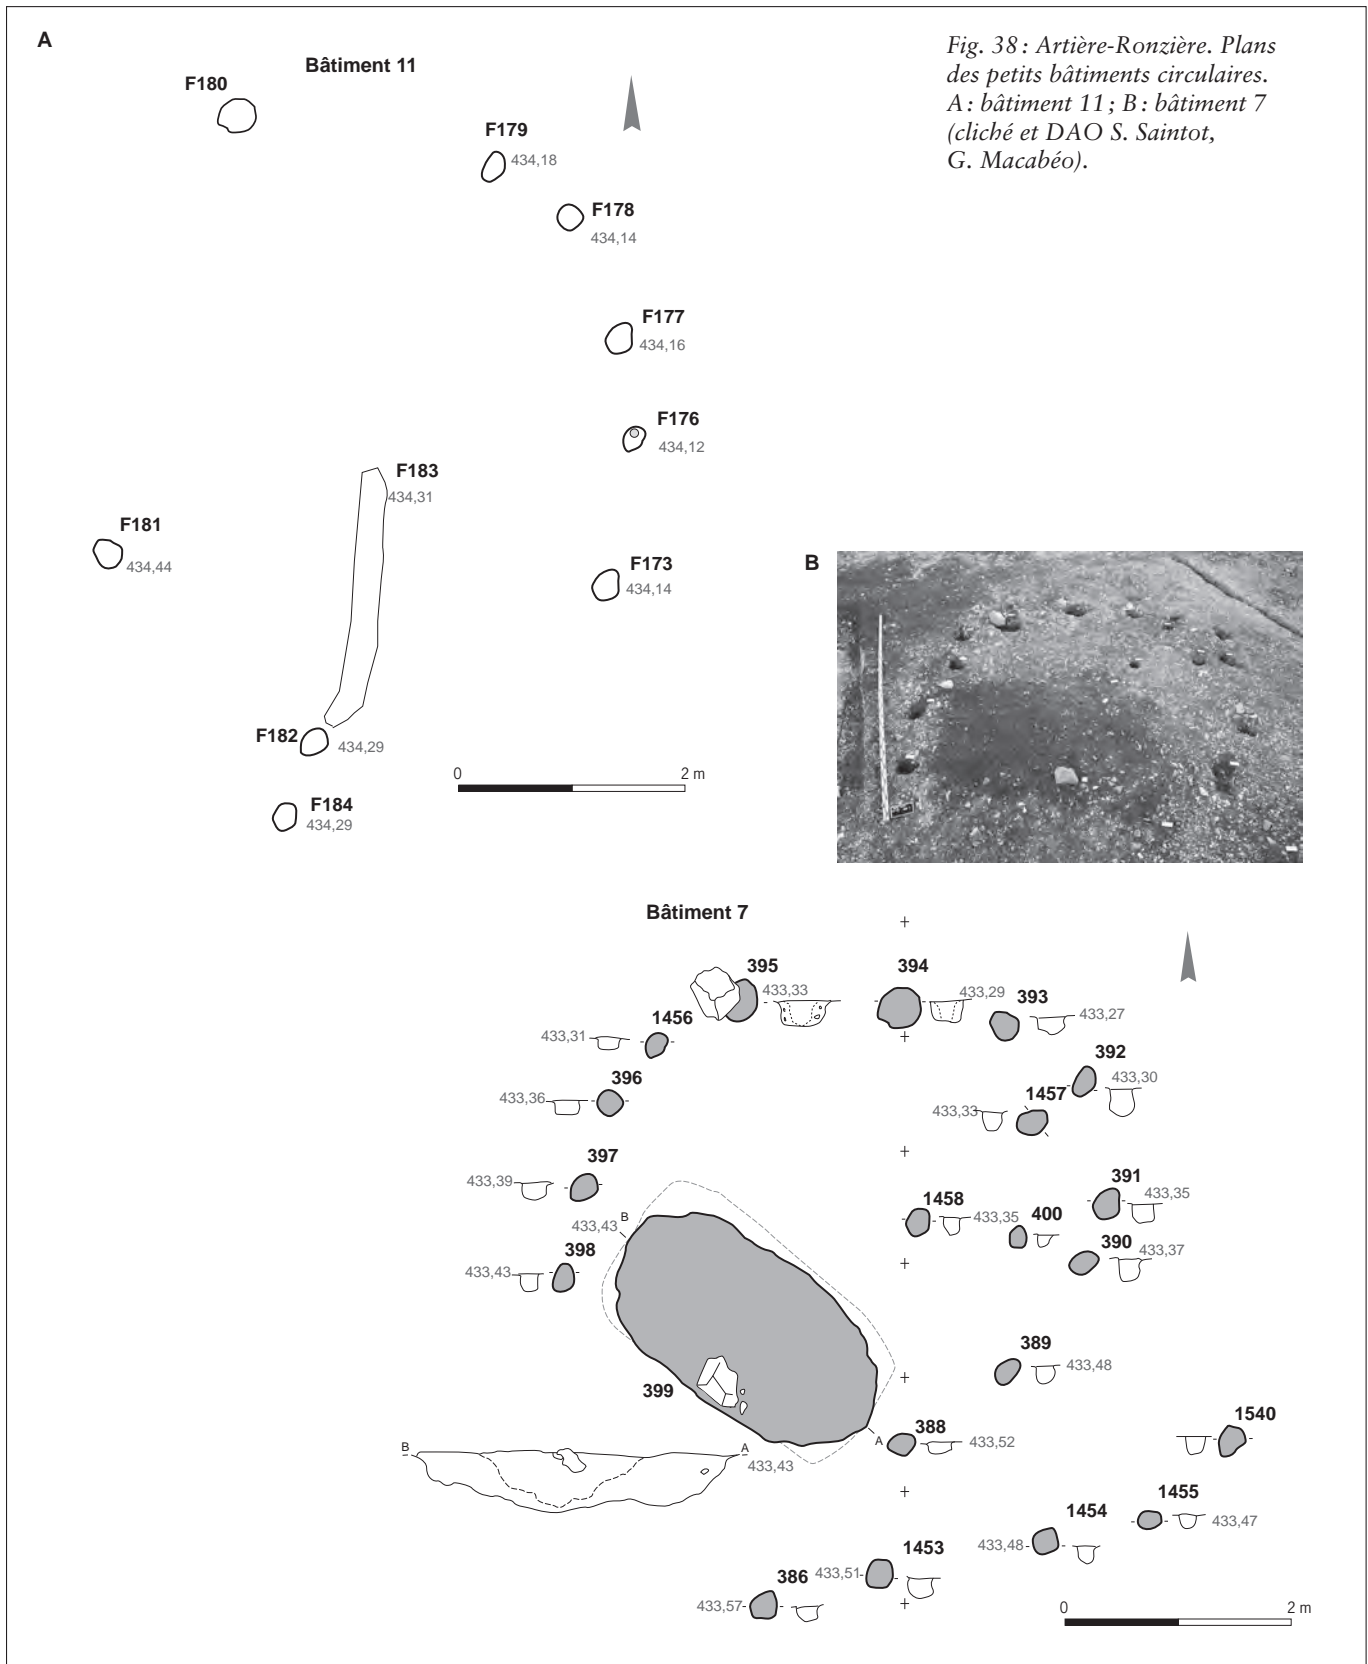 A
Bâtiment 11
Fig. 38 : Artière-Ronzière. Plans
des petits bâtiments circulaires.
A : bâtiment 11 ; B : bâtiment 7
(cliché et DAO S. Saintot,
G. Macabéo).
F180
F179
434,18
F178
434,14
F177
434,16
F176
434,12
F183
434,31
F181
434,44
F173
434,14
F182
434,29
F184
434,29
0 2 m
B
Bâtiment 7
395
433,33
394
433,29
393
433,27
1456
433,31
392
433,30
396
433,36
1457
433,33
397
433,39
391
433,35
1458
433,35
400
390
433,37
B
433,43
398
433,43
389
433,48
399
388
433,52
A
1540
B
A
433,43
1455
433,47
1454
433,48
1453
433,51
386
433,57
0 2 m